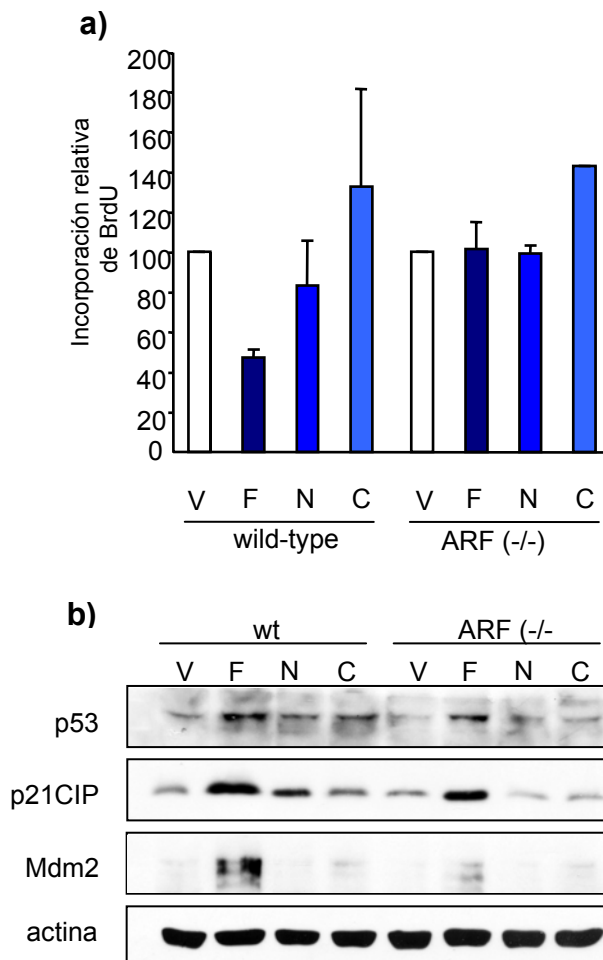 a)
Incorporación relativa
de BrdU
200
180
160
140
120
100
80
60
40
20
0
V F N C V F N C
wild-type ARF (-/-)
b)
wt ARF (-/-
V F N C V F N C
p53
p21CIP
Mdm2
actina